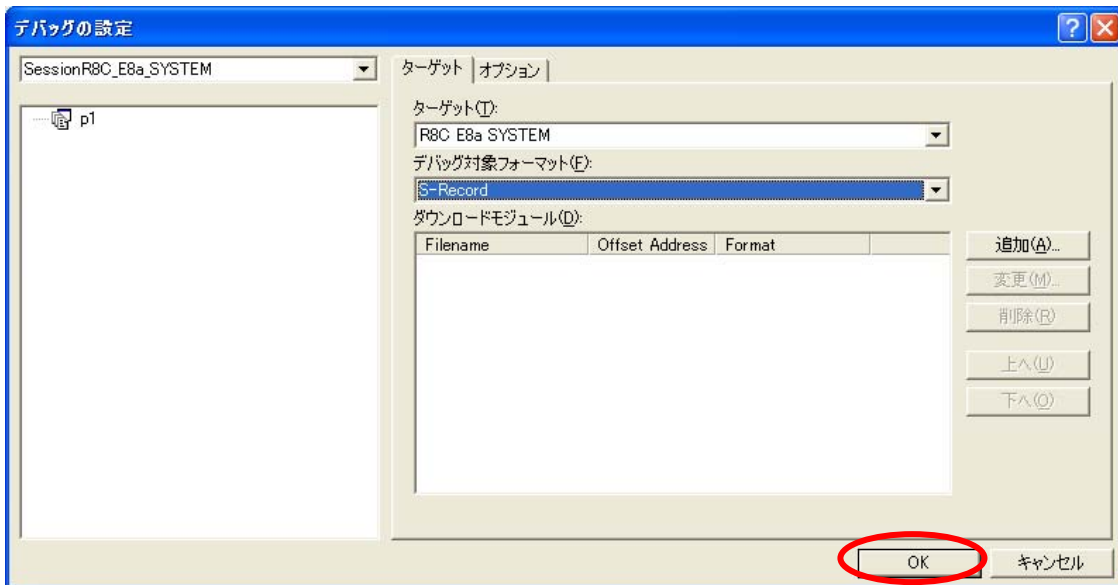 デバッグの設定
SessionR8C_E8a_SYSTEM
p1
ターゲット オプション
ターゲット(T):
R8C E8a SYSTEM
デバッグ対象フォーマット(F):
S-Record
ダウンロードモジュール(D):
Filename Offset Address Format
追加(A)...
変更(M)...
削除(R)
上へ(U)
下へ(O)
OK キャンセル